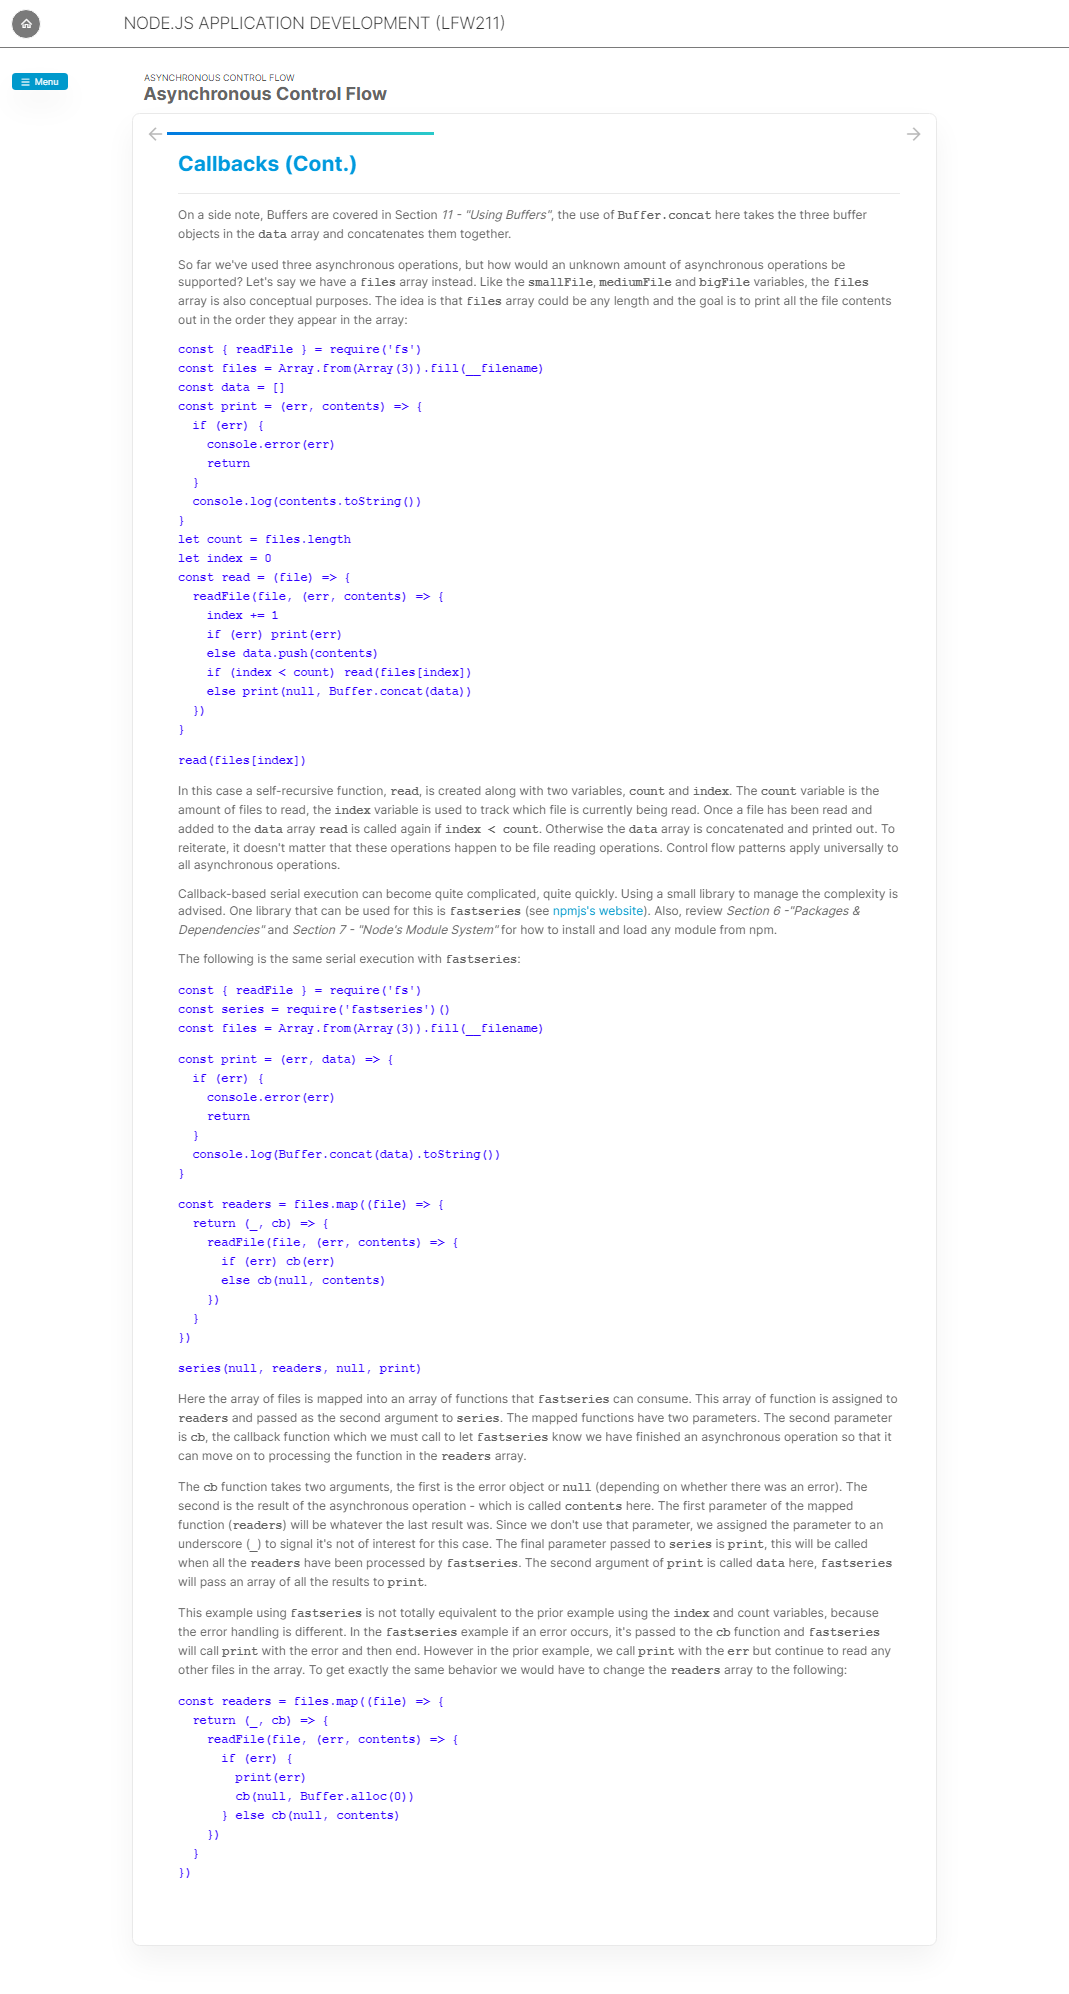 NODE.JS APPLICATION DEVELOPMENT (LFW211)
Menu
ASYNCHRONOUS CONTROL FLOW
Asynchronous Control Flow
Callbacks (Cont.)
On a side note, Buffers are covered in Section 11 - "Using Buffers", the use of Buffer.concat here takes the three buffer
objects in the data array and concatenates them together.
So far we've used three asynchronous operations, but how would an unknown amount of asynchronous operations be
supported? Let's say we have a files array instead. Like the smallFile, mediumFile and bigFile variables, the files
array is also conceptual purposes. The idea is that files array could be any length and the goal is to print all the file contents
out in the order they appear in the array:
const { readFile } = require('fs')
const files = Array.from(Array(3)).fill(__filename)
const data = []
const print = (err, contents) => {
  if (err) {
    console.error(err)
    return
  }
  console.log(contents.toString())
}
let count = files.length
let index = 0
const read = (file) => {
  readFile(file, (err, contents) => {
    index += 1
    if (err) print(err)
    else data.push(contents)
    if (index < count) read(files[index])
    else print(null, Buffer.concat(data))
  })
}
read(files[index])
In this case a self-recursive function, read, is created along with two variables, count and index. The count variable is the
amount of files to read, the index variable is used to track which file is currently being read. Once a file has been read and
added to the data array read is called again if index < count. Otherwise the data array is concatenated and printed out. To
reiterate, it doesn't matter that these operations happen to be file reading operations. Control flow patterns apply universally to
all asynchronous operations.
Callback-based serial execution can become quite complicated, quite quickly. Using a small library to manage the complexity is
advised. One library that can be used for this is fastseries (see npmjs's website). Also, review Section 6 -"Packages &
Dependencies" and Section 7 - "Node's Module System" for how to install and load any module from npm.
The following is the same serial execution with fastseries:
const { readFile } = require('fs')
const series = require('fastseries')()
const files = Array.from(Array(3)).fill(__filename)
const print = (err, data) => {
  if (err) {
    console.error(err)
    return
  }
  console.log(Buffer.concat(data).toString())
}
const readers = files.map((file) => {
  return (_, cb) => {
    readFile(file, (err, contents) => {
      if (err) cb(err)
      else cb(null, contents)
    })
  }
})
series(null, readers, null, print)
Here the array of files is mapped into an array of functions that fastseries can consume. This array of function is assigned to
readers and passed as the second argument to series. The mapped functions have two parameters. The second parameter
is cb, the callback function which we must call to let fastseries know we have finished an asynchronous operation so that it
can move on to processing the function in the readers array.
The cb function takes two arguments, the first is the error object or null (depending on whether there was an error). The
second is the result of the asynchronous operation - which is called contents here. The first parameter of the mapped
function (readers) will be whatever the last result was. Since we don't use that parameter, we assigned the parameter to an
underscore (_) to signal it's not of interest for this case. The final parameter passed to series is print, this will be called
when all the readers have been processed by fastseries. The second argument of print is called data here, fastseries
will pass an array of all the results to print.
This example using fastseries is not totally equivalent to the prior example using the index and count variables, because
the error handling is different. In the fastseries example if an error occurs, it's passed to the cb function and fastseries
will call print with the error and then end. However in the prior example, we call print with the err but continue to read any
other files in the array. To get exactly the same behavior we would have to change the readers array to the following:
const readers = files.map((file) => {
  return (_, cb) => {
    readFile(file, (err, contents) => {
      if (err) {
        print(err)
        cb(null, Buffer.alloc(0))
      } else cb(null, contents)
    })
  }
})